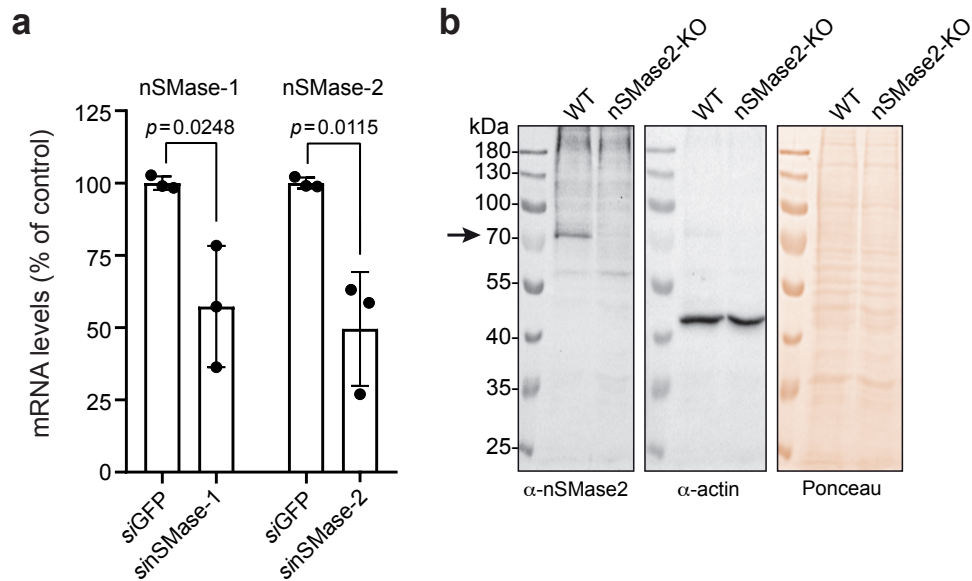 a
nSMase-1 nSMase-2
p=0.0248 p=0.0115
mRNA levels (% of control)
125
100
75
50
25
0
siGFP
sinSMase-1
siGFP
sinSMase-2
b
WT
nSMase2-KO
WT
nSMase2-KO
WT
nSMase2-KO
kDa
180
130
100
70
55
40
35
25
α-nSMase2 α-actin Ponceau